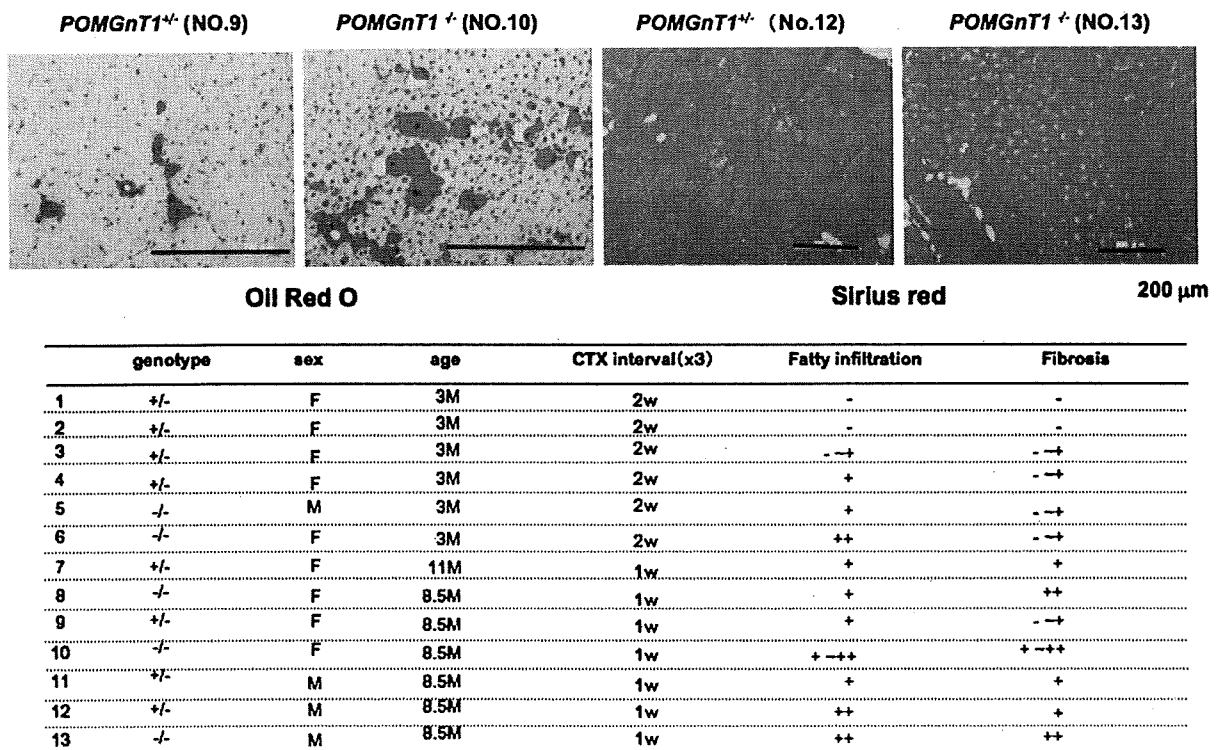 POMGnT1+/- (NO.9) POMGnT1 -/- (NO.10) POMGnT1+/- (No.12) POMGnT1 -/- (NO.13)
Oil Red O Sirius red 200 μm
genotype sex age CTX interval(x3) Fatty infiltration Fibrosis
1 +/- F 3M 2w - -
2 +/- F 3M 2w - -
3 +/- F 3M 2w - ~+ - ~+
4 +/- F 3M 2w + - ~+
5 -/- M 3M 2w + - ~+
6 -/- F 3M 2w ++ - ~+
7 +/- F 11M 1w + +
8 -/- F 8.5M 1w + ++
9 +/- F 8.5M 1w + - ~+
10 -/- F 8.5M 1w + ~++ + ~++
11 +/- M 8.5M 1w + +
12 +/- M 8.5M 1w ++ +
13 -/- M 8.5M 1w ++ ++